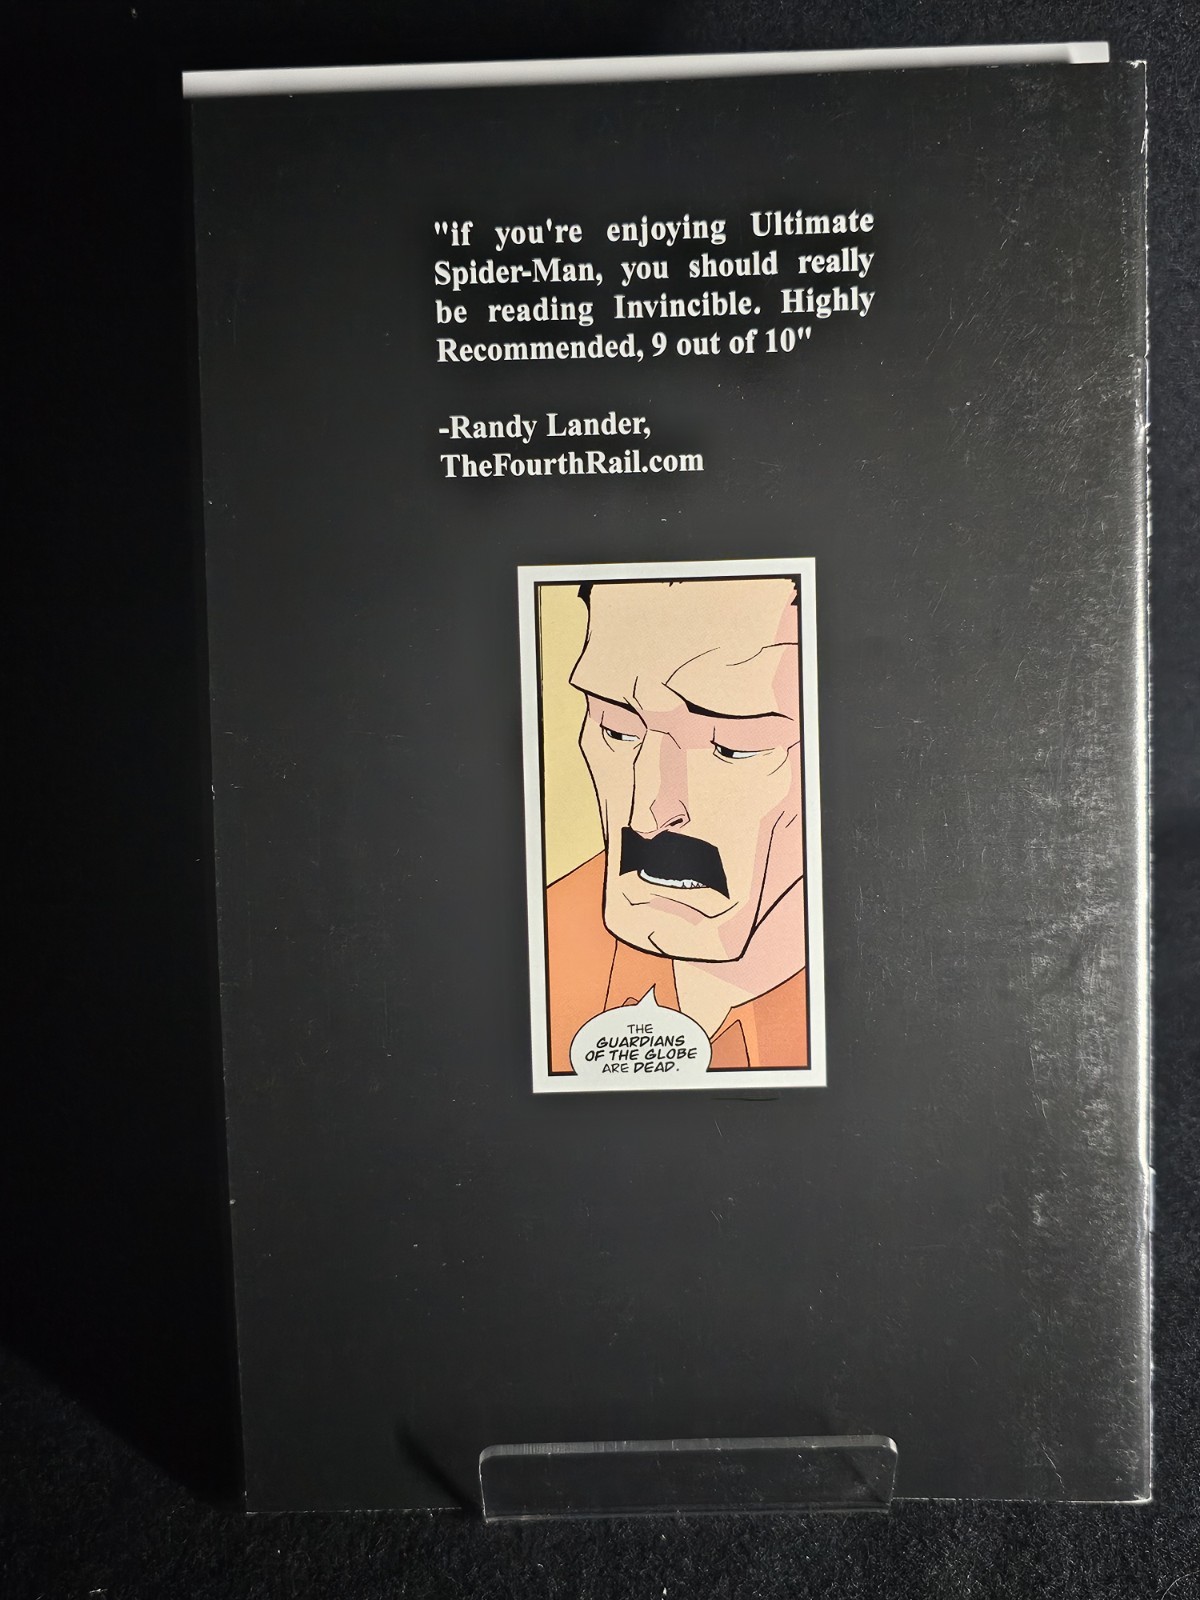 "if you're enjoying Ultimate
Spider-Man, you should really
be reading Invincible. Highly
Recommended, 9 out of 10"
-Randy Lander,
TheFourthRail.com
THE
GUARDIANS
OF THE GLOBE
ARE DEAD.